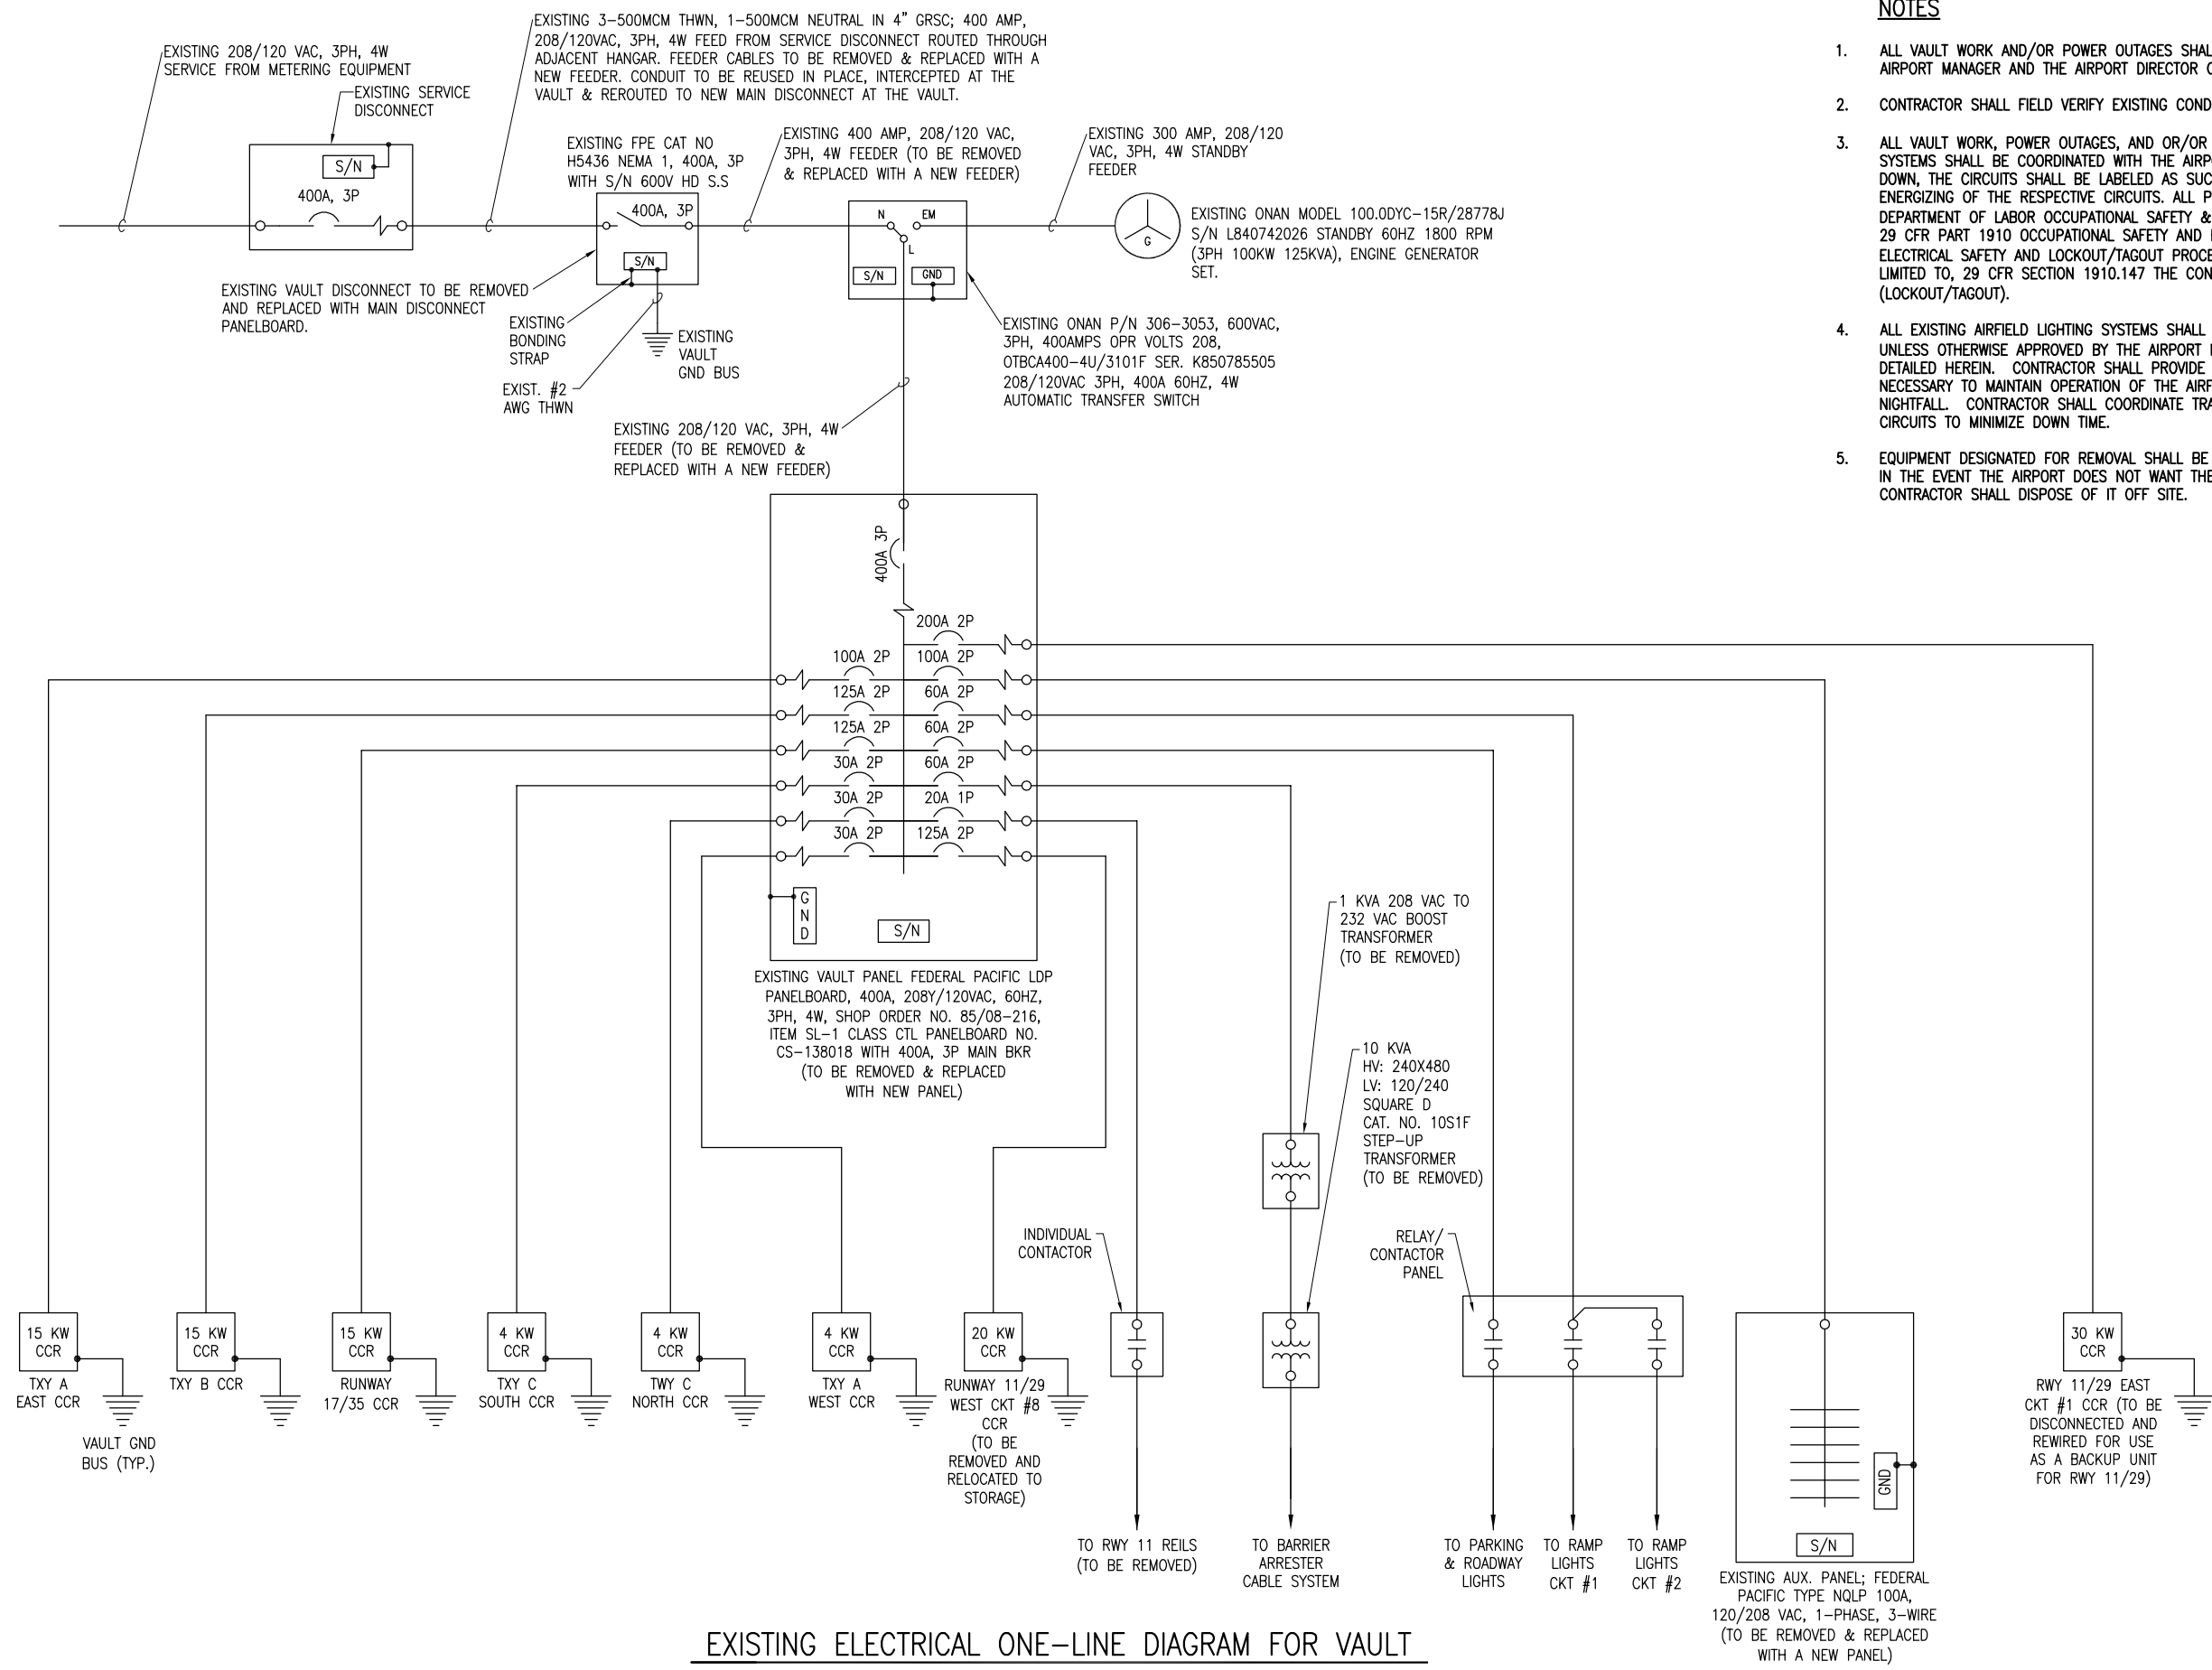 EXISTING 208/120 VAC, 3PH, 4W
SERVICE FROM METERING EQUIPMENT
EXISTING SERVICE
DISCONNECT
S/N
400A, 3P
EXISTING 3-500MCM THWN, 1-500MCM NEUTRAL IN 4" GRSC; 400 AMP,
208/120VAC, 3PH, 4W FEED FROM SERVICE DISCONNECT ROUTED THROUGH
ADJACENT HANGAR. FEEDER CABLES TO BE REMOVED & REPLACED WITH A
NEW FEEDER. CONDUIT TO BE REUSED IN PLACE, INTERCEPTED AT THE
VAULT & REROUTED TO NEW MAIN DISCONNECT AT THE VAULT.
EXISTING FPE CAT NO
H5436 NEMA 1, 400A, 3P
WITH S/N 600V HD S.S
400A, 3P
S/N
EXISTING VAULT DISCONNECT TO BE REMOVED
AND REPLACED WITH MAIN DISCONNECT
PANELBOARD.
EXISTING
BONDING
STRAP
EXIST. #2
AWG THWN
EXISTING
VAULT
GND BUS
EXISTING 400 AMP, 208/120 VAC,
3PH, 4W FEEDER (TO BE REMOVED
& REPLACED WITH A NEW FEEDER)
N
EM
L
S/N
GND
EXISTING 300 AMP, 208/120
VAC, 3PH, 4W STANDBY
FEEDER
G
EXISTING ONAN MODEL 100.0DYC-15R/28778J
S/N L840742026 STANDBY 60HZ 1800 RPM
(3PH 100KW 125KVA), ENGINE GENERATOR
SET.
EXISTING ONAN P/N 306-3053, 600VAC,
3PH, 400AMPS OPR VOLTS 208,
OTBCA400-4U/3101F SER. K850785505
208/120VAC 3PH, 400A 60HZ, 4W
AUTOMATIC TRANSFER SWITCH
EXISTING 208/120 VAC, 3PH, 4W
FEEDER (TO BE REMOVED &
REPLACED WITH A NEW FEEDER)
NOTES
1. ALL VAULT WORK AND/OR POWER OUTAGES
AIRPORT MANAGER AND THE AIRPORT DIRECTOR
2. CONTRACTOR SHALL FIELD VERIFY EXISTING
3. ALL VAULT WORK, POWER OUTAGES, AND OR/OR
SYSTEMS SHALL BE COORDINATED WITH THE
DOWN, THE CIRCUITS SHALL BE LABELED AS
ENERGIZING OF THE RESPECTIVE CIRCUITS. ALL
DEPARTMENT OF LABOR OCCUPATIONAL SAFETY &
29 CFR PART 1910 OCCUPATIONAL SAFETY AND
ELECTRICAL SAFETY AND LOCKOUT/TAGOUT
LIMITED TO, 29 CFR SECTION 1910.147 THE
(LOCKOUT/TAGOUT).
4. ALL EXISTING AIRFIELD LIGHTING SYSTEMS SHALL
UNLESS OTHERWISE APPROVED BY THE AIRPORT
DETAILED HEREIN. CONTRACTOR SHALL PROVIDE
NECESSARY TO MAINTAIN OPERATION OF THE
NIGHTFALL. CONTRACTOR SHALL COORDINATE
CIRCUITS TO MINIMIZE DOWN TIME.
5. EQUIPMENT DESIGNATED FOR REMOVAL SHALL BE
IN THE EVENT THE AIRPORT DOES NOT WANT
CONTRACTOR SHALL DISPOSE OF IT OFF SITE.
400A 3P
200A 2P
100A 2P 100A 2P
125A 2P 60A 2P
125A 2P 60A 2P
30A 2P 60A 2P
30A 2P 20A 1P
30A 2P 125A 2P
GND
S/N
EXISTING VAULT PANEL FEDERAL PACIFIC LDP
PANELBOARD, 400A, 208Y/120VAC, 60HZ,
3PH, 4W, SHOP ORDER NO. 85/08-216,
ITEM SL-1 CLASS CTL PANELBOARD NO.
CS-138018 WITH 400A, 3P MAIN BKR
(TO BE REMOVED & REPLACED
WITH NEW PANEL)
1 KVA 208 VAC TO
232 VAC BOOST
TRANSFORMER
(TO BE REMOVED)
10 KVA
HV: 240X480
LV: 120/240
SQUARE D
CAT. NO. 10S1F
STEP-UP
TRANSFORMER
(TO BE REMOVED)
INDIVIDUAL
CONTACTOR
RELAY/
CONTACTOR
PANEL
15 KW
CCR
TXY A
EAST CCR
VAULT GND
BUS (TYP.)
15 KW
CCR
TXY B CCR
15 KW
CCR
RUNWAY
17/35 CCR
4 KW
CCR
TXY C
SOUTH CCR
4 KW
CCR
TWY C
NORTH CCR
4 KW
CCR
TXY A
WEST CCR
20 KW
CCR
RUNWAY 11/29
WEST CKT #8
CCR
(TO BE
REMOVED AND
RELOCATED TO
STORAGE)
TO RWY 11 REILS
(TO BE REMOVED)
TO BARRIER
ARRESTER
CABLE SYSTEM
TO PARKING
& ROADWAY
LIGHTS
TO RAMP
LIGHTS
CKT #1
TO RAMP
LIGHTS
CKT #2
GND
S/N
EXISTING AUX. PANEL; FEDERAL
PACIFIC TYPE NQLP 100A,
120/208 VAC, 1-PHASE, 3-WIRE
(TO BE REMOVED & REPLACED
WITH A NEW PANEL)
30 KW
CCR
RWY 11/29 EAST
CKT #1 CCR (TO BE
DISCONNECTED AND
REWIRED FOR USE
AS A BACKUP UNIT
FOR RWY 11/29)
EXISTING ELECTRICAL ONE-LINE DIAGRAM FOR VAULT